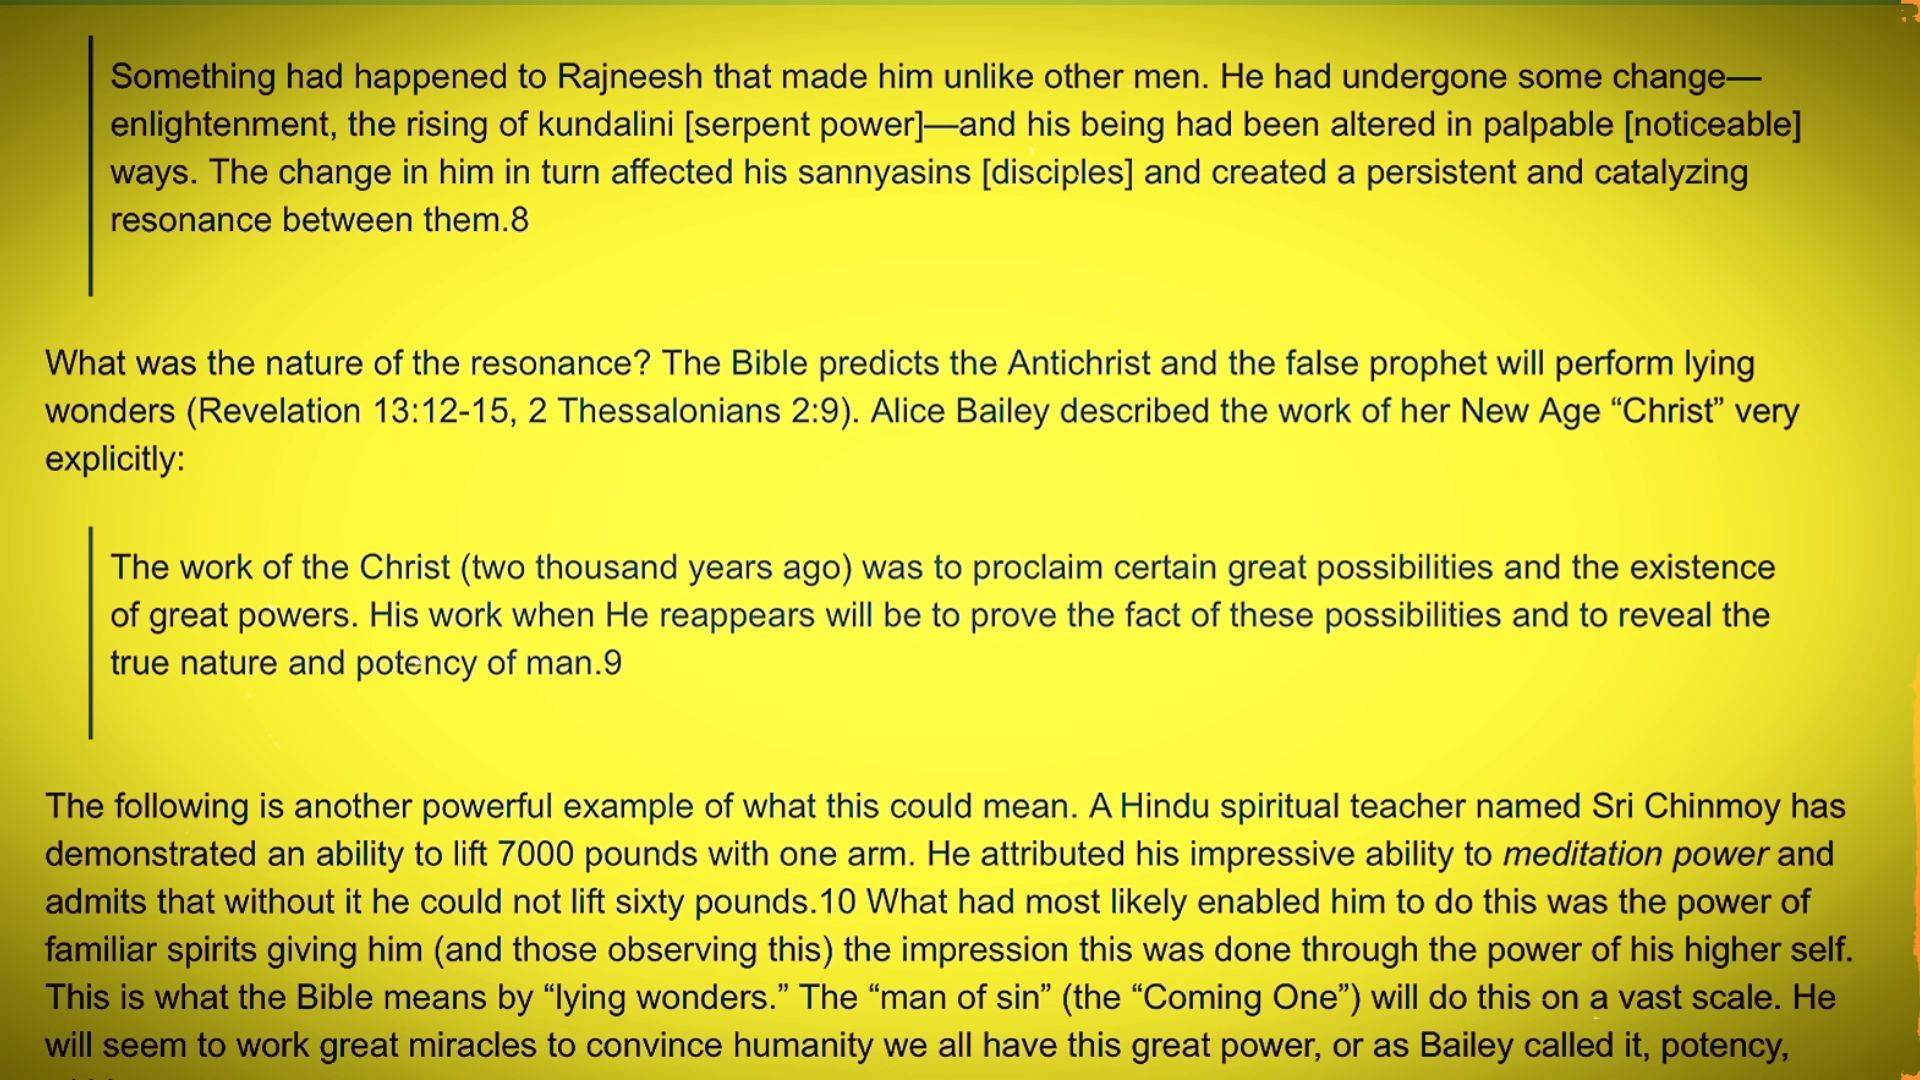 Something had happened to Rajneesh that made him unlike other men. He had undergone some change—
enlightenment, the rising of kundalini [serpent power]—and his being had been altered in palpable [noticeable]
ways. The change in him in turn affected his sannyasins [disciples] and created a persistent and catalyzing
resonance between them.8
What was the nature of the resonance? The Bible predicts the Antichrist and the false prophet will perform lying
wonders (Revelation 13:12-15, 2 Thessalonians 2:9). Alice Bailey described the work of her New Age “Christ” very
explicitly:
The work of the Christ (two thousand years ago) was to proclaim certain great possibilities and the existence
of great powers. His work when He reappears will be to prove the fact of these possibilities and to reveal the
true nature and potency of man.9
The following is another powerful example of what this could mean. A Hindu spiritual teacher named Sri Chinmoy has
demonstrated an ability to lift 7000 pounds with one arm. He attributed his impressive ability to meditation power and
admits that without it he could not lift sixty pounds.10 What had most likely enabled him to do this was the power of
familiar spirits giving him (and those observing this) the impression this was done through the power of his higher self.
This is what the Bible means by “lying wonders.” The “man of sin” (the “Coming One”) will do this on a vast scale. He
will seem to work great miracles to convince humanity we all have this great power, or as Bailey called it, potency,